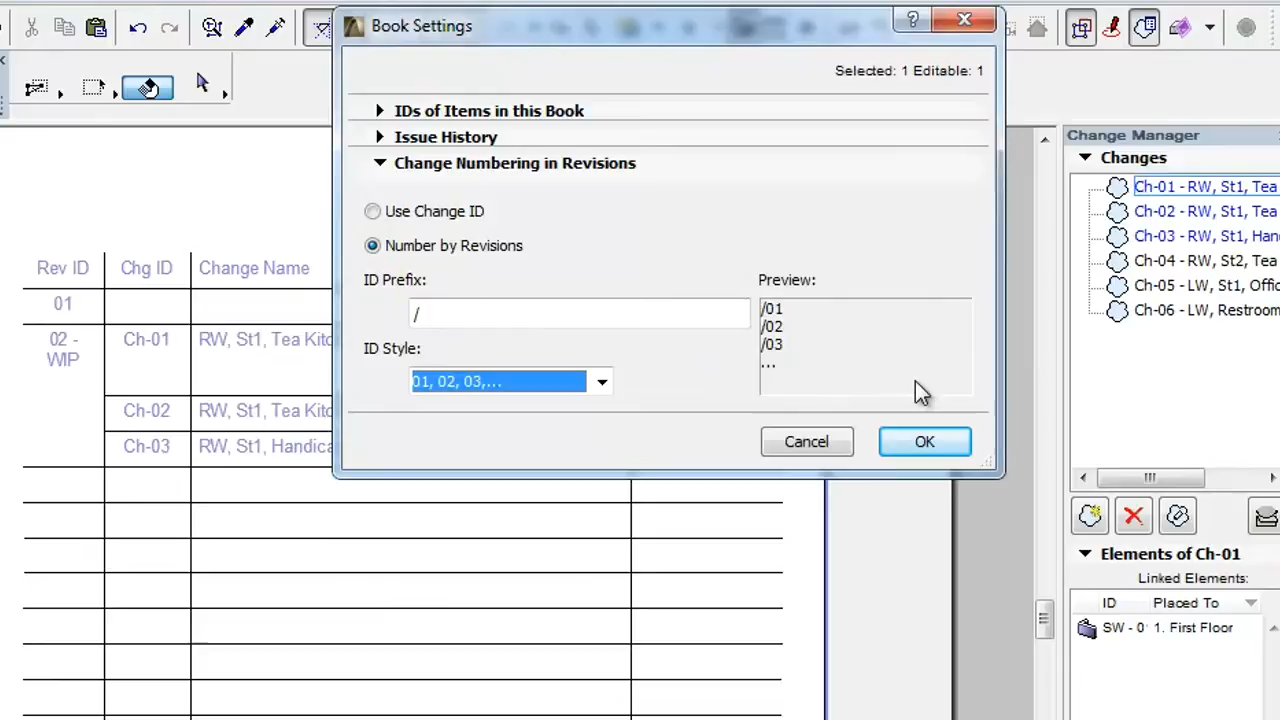 Book Settings
Selected: 1 Editable: 1
IDs of Items in this Book
Issue History
Change Numbering in Revisions
Use Change ID
Number by Revisions
ID Prefix:
/
ID Style:
01, 02, 03,...
Preview:
/01
/02
/03
...
Cancel
OK
Rev ID Chg ID Change Name
01
02 - WIP Ch-01 RW, St1, Tea Kitc
Ch-02 RW, St1, Tea Kitc
Ch-03 RW, St1, Handica
Change Manager
Changes
Ch-01 - RW, St1, Tea
Ch-02 - RW, St1, Tea
Ch-03 - RW, St1, Han
Ch-04 - RW, St2, Tea
Ch-05 - LW, St1, Offic
Ch-06 - LW, Restroom
Elements of Ch-01
Linked Elements:
ID Placed To
SW - 0 1. First Floor